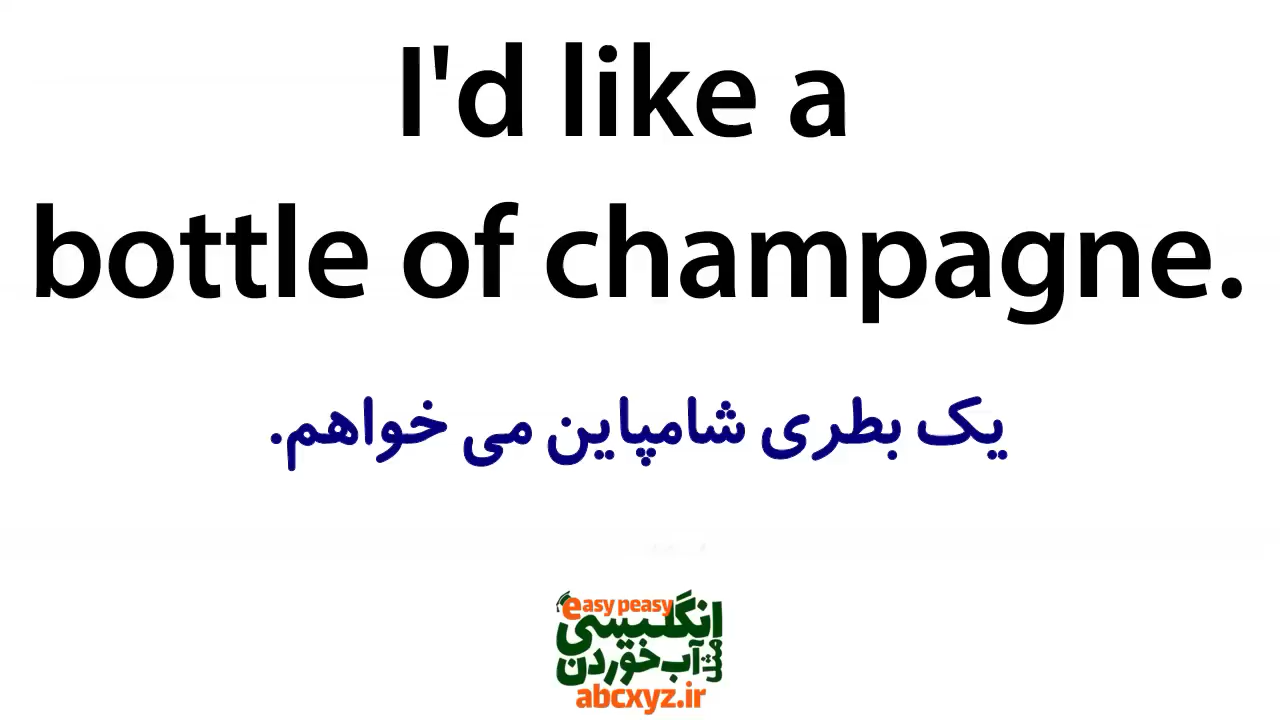 I'd like a
bottle of champagne.
یک بطری شامپاین می خواهم.
easy peasy
انگلیسی
مثل آب خوردن
abcxyz.ir